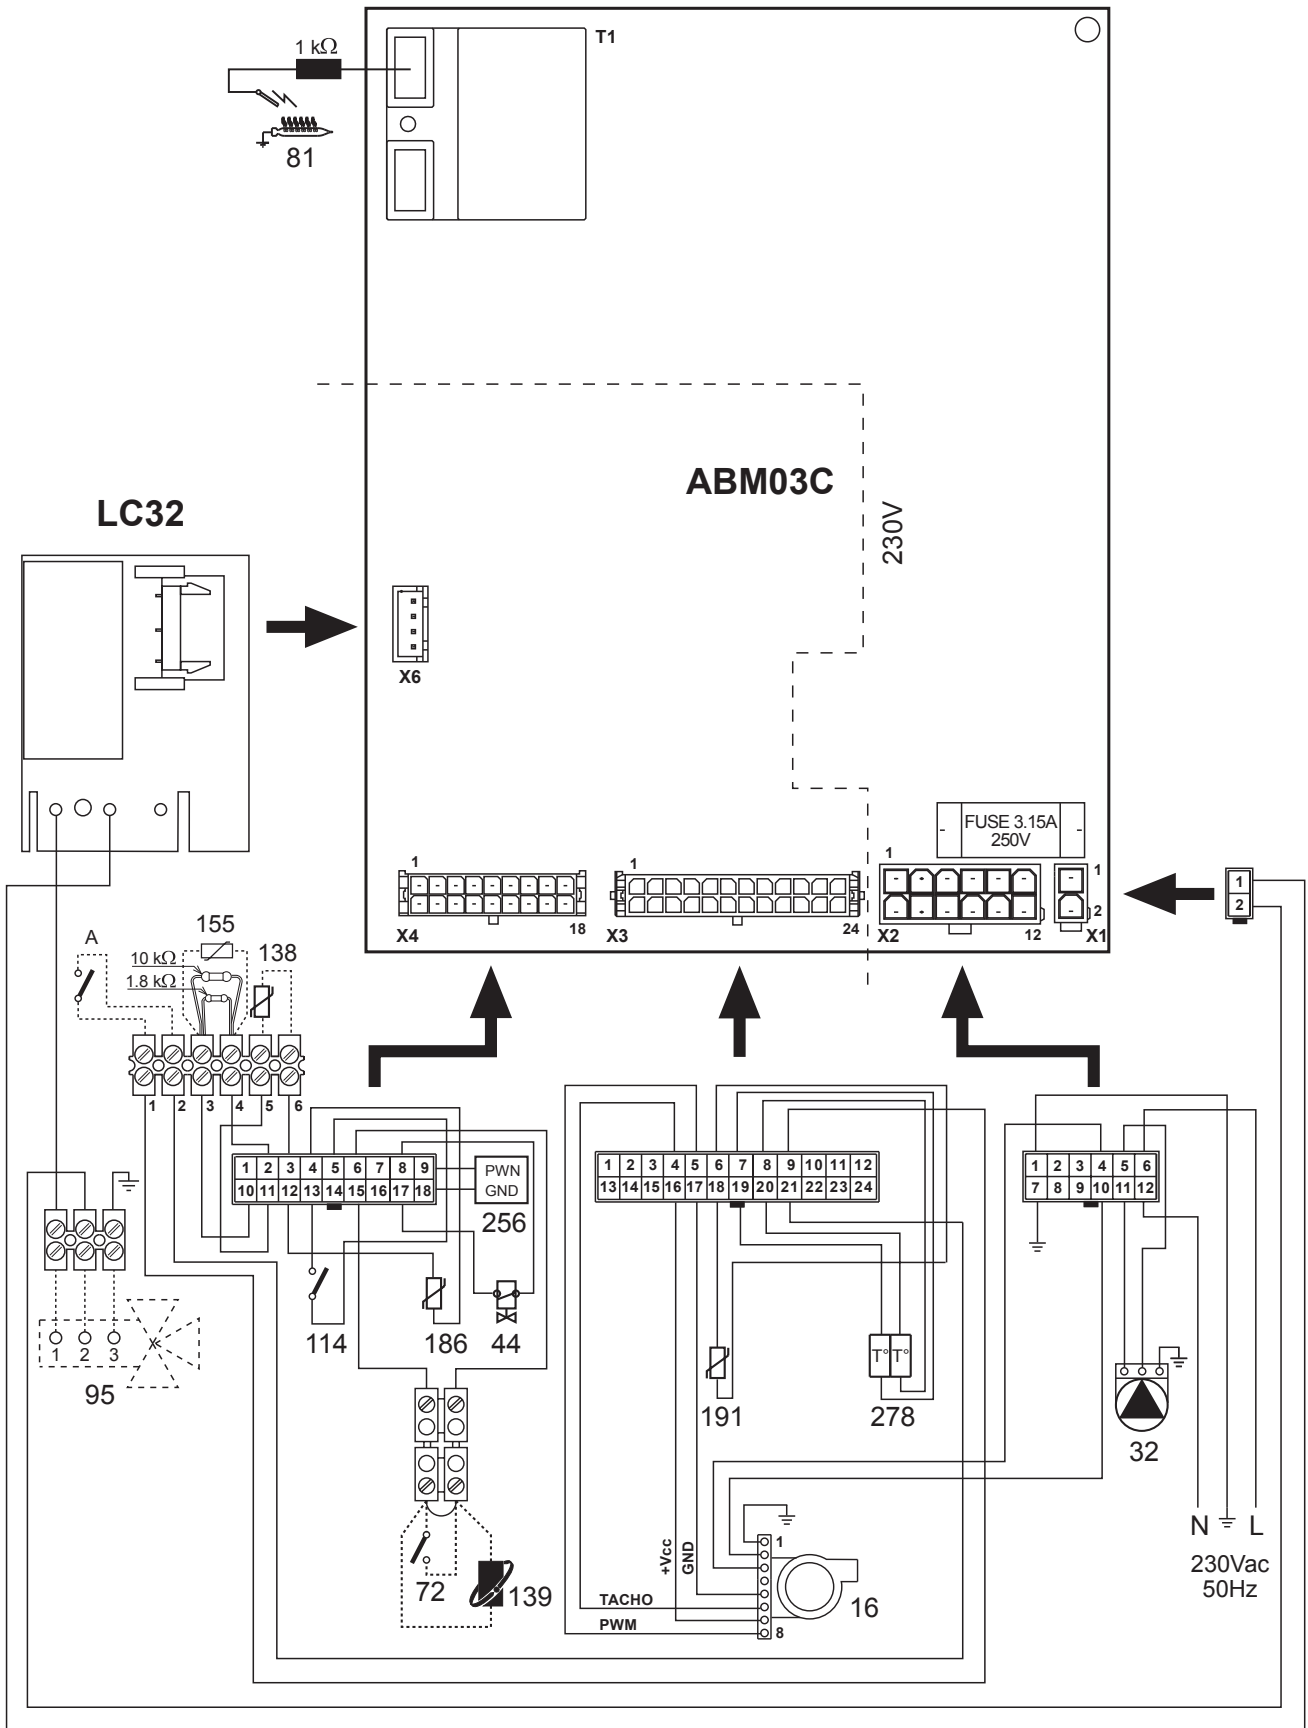 T1
1 kΩ
81
ABM03C
230V
LC32
X6
FUSE 3.15A
250V
1
1
1
1
2
1
2
X4
18
X3
24
X2
12
X1
A
155
10 kΩ
138
1.8 kΩ
1 2 3 4 5 6
1 2 3 4 5 6 7 8 9
10 11 12 13 14 15 16 17 18
PWN
GND
256
1 2 3 4 5 6 7 8 9 10 11 12
13 14 15 16 17 18 19 20 21 22 23 24
1 2 3 4 5 6
7 8 9 10 11 12
114
186
44
1 2 3
95
T° T°
191
278
32
N L
230Vac
50Hz
+Vcc
GND
TACHO
PWM
1
8
16
72
139